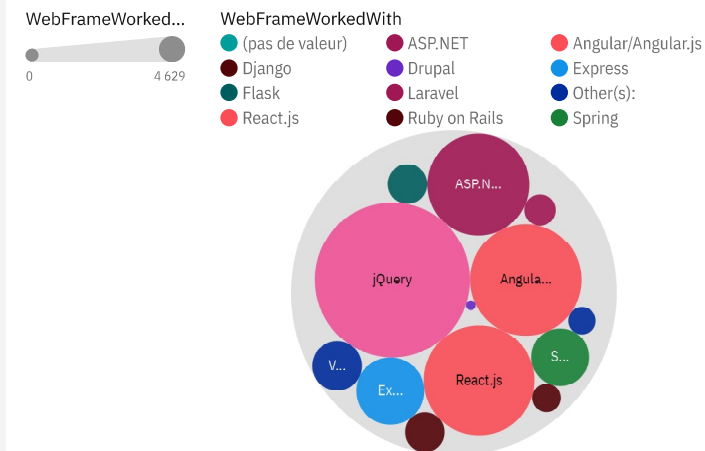 WebFrameWorked...
0
4 629
WebFrameWorkedWith
(pas de valeur)
ASP.NET
Angular/Angular.js
Django
Drupal
Express
Flask
Laravel
Other(s):
React.js
Ruby on Rails
Spring
ASP.N...
jQuery
Angula...
V...
Ex...
React.js
S...